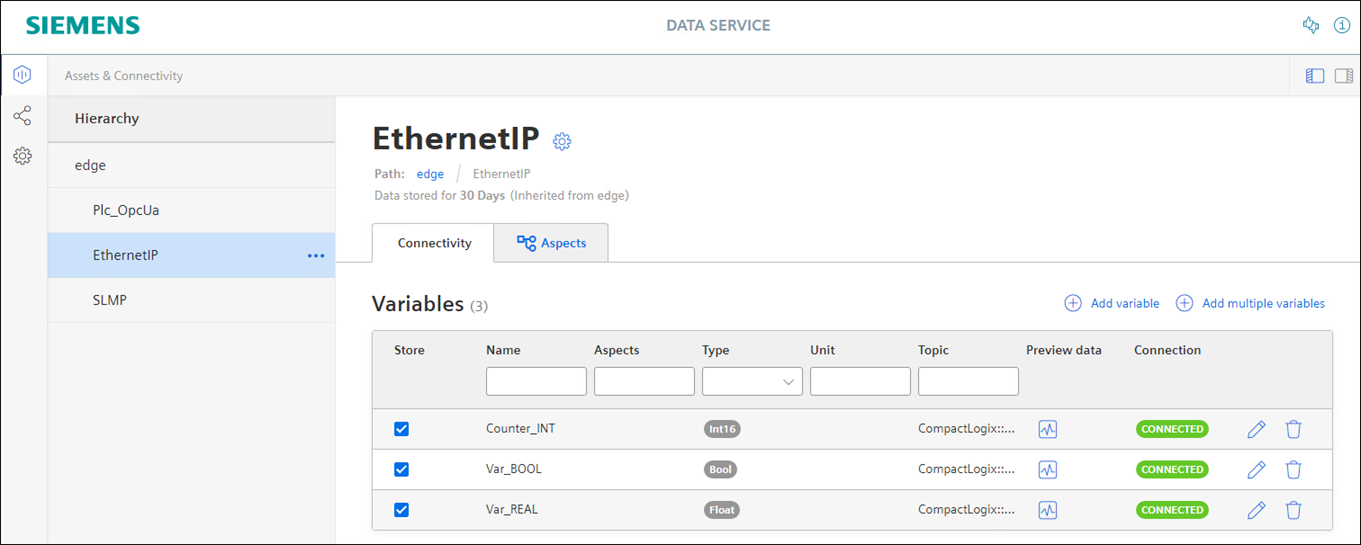 SIEMENS
DATA SERVICE
Assets & Connectivity
Hierarchy
edge
Plc_OpcUa
EthernetIP
SLMP
EthernetIP
Path: edge / EthernetIP
Data stored for 30 Days (Inherited from edge)
Connectivity Aspects
Variables (3) Add variable Add multiple variables
Store Name Aspects Type Unit Topic Preview data Connection
Counter_INT Int16 CompactLogix::... CONNECTED
Var_BOOL Bool CompactLogix::... CONNECTED
Var_REAL Float CompactLogix::... CONNECTED